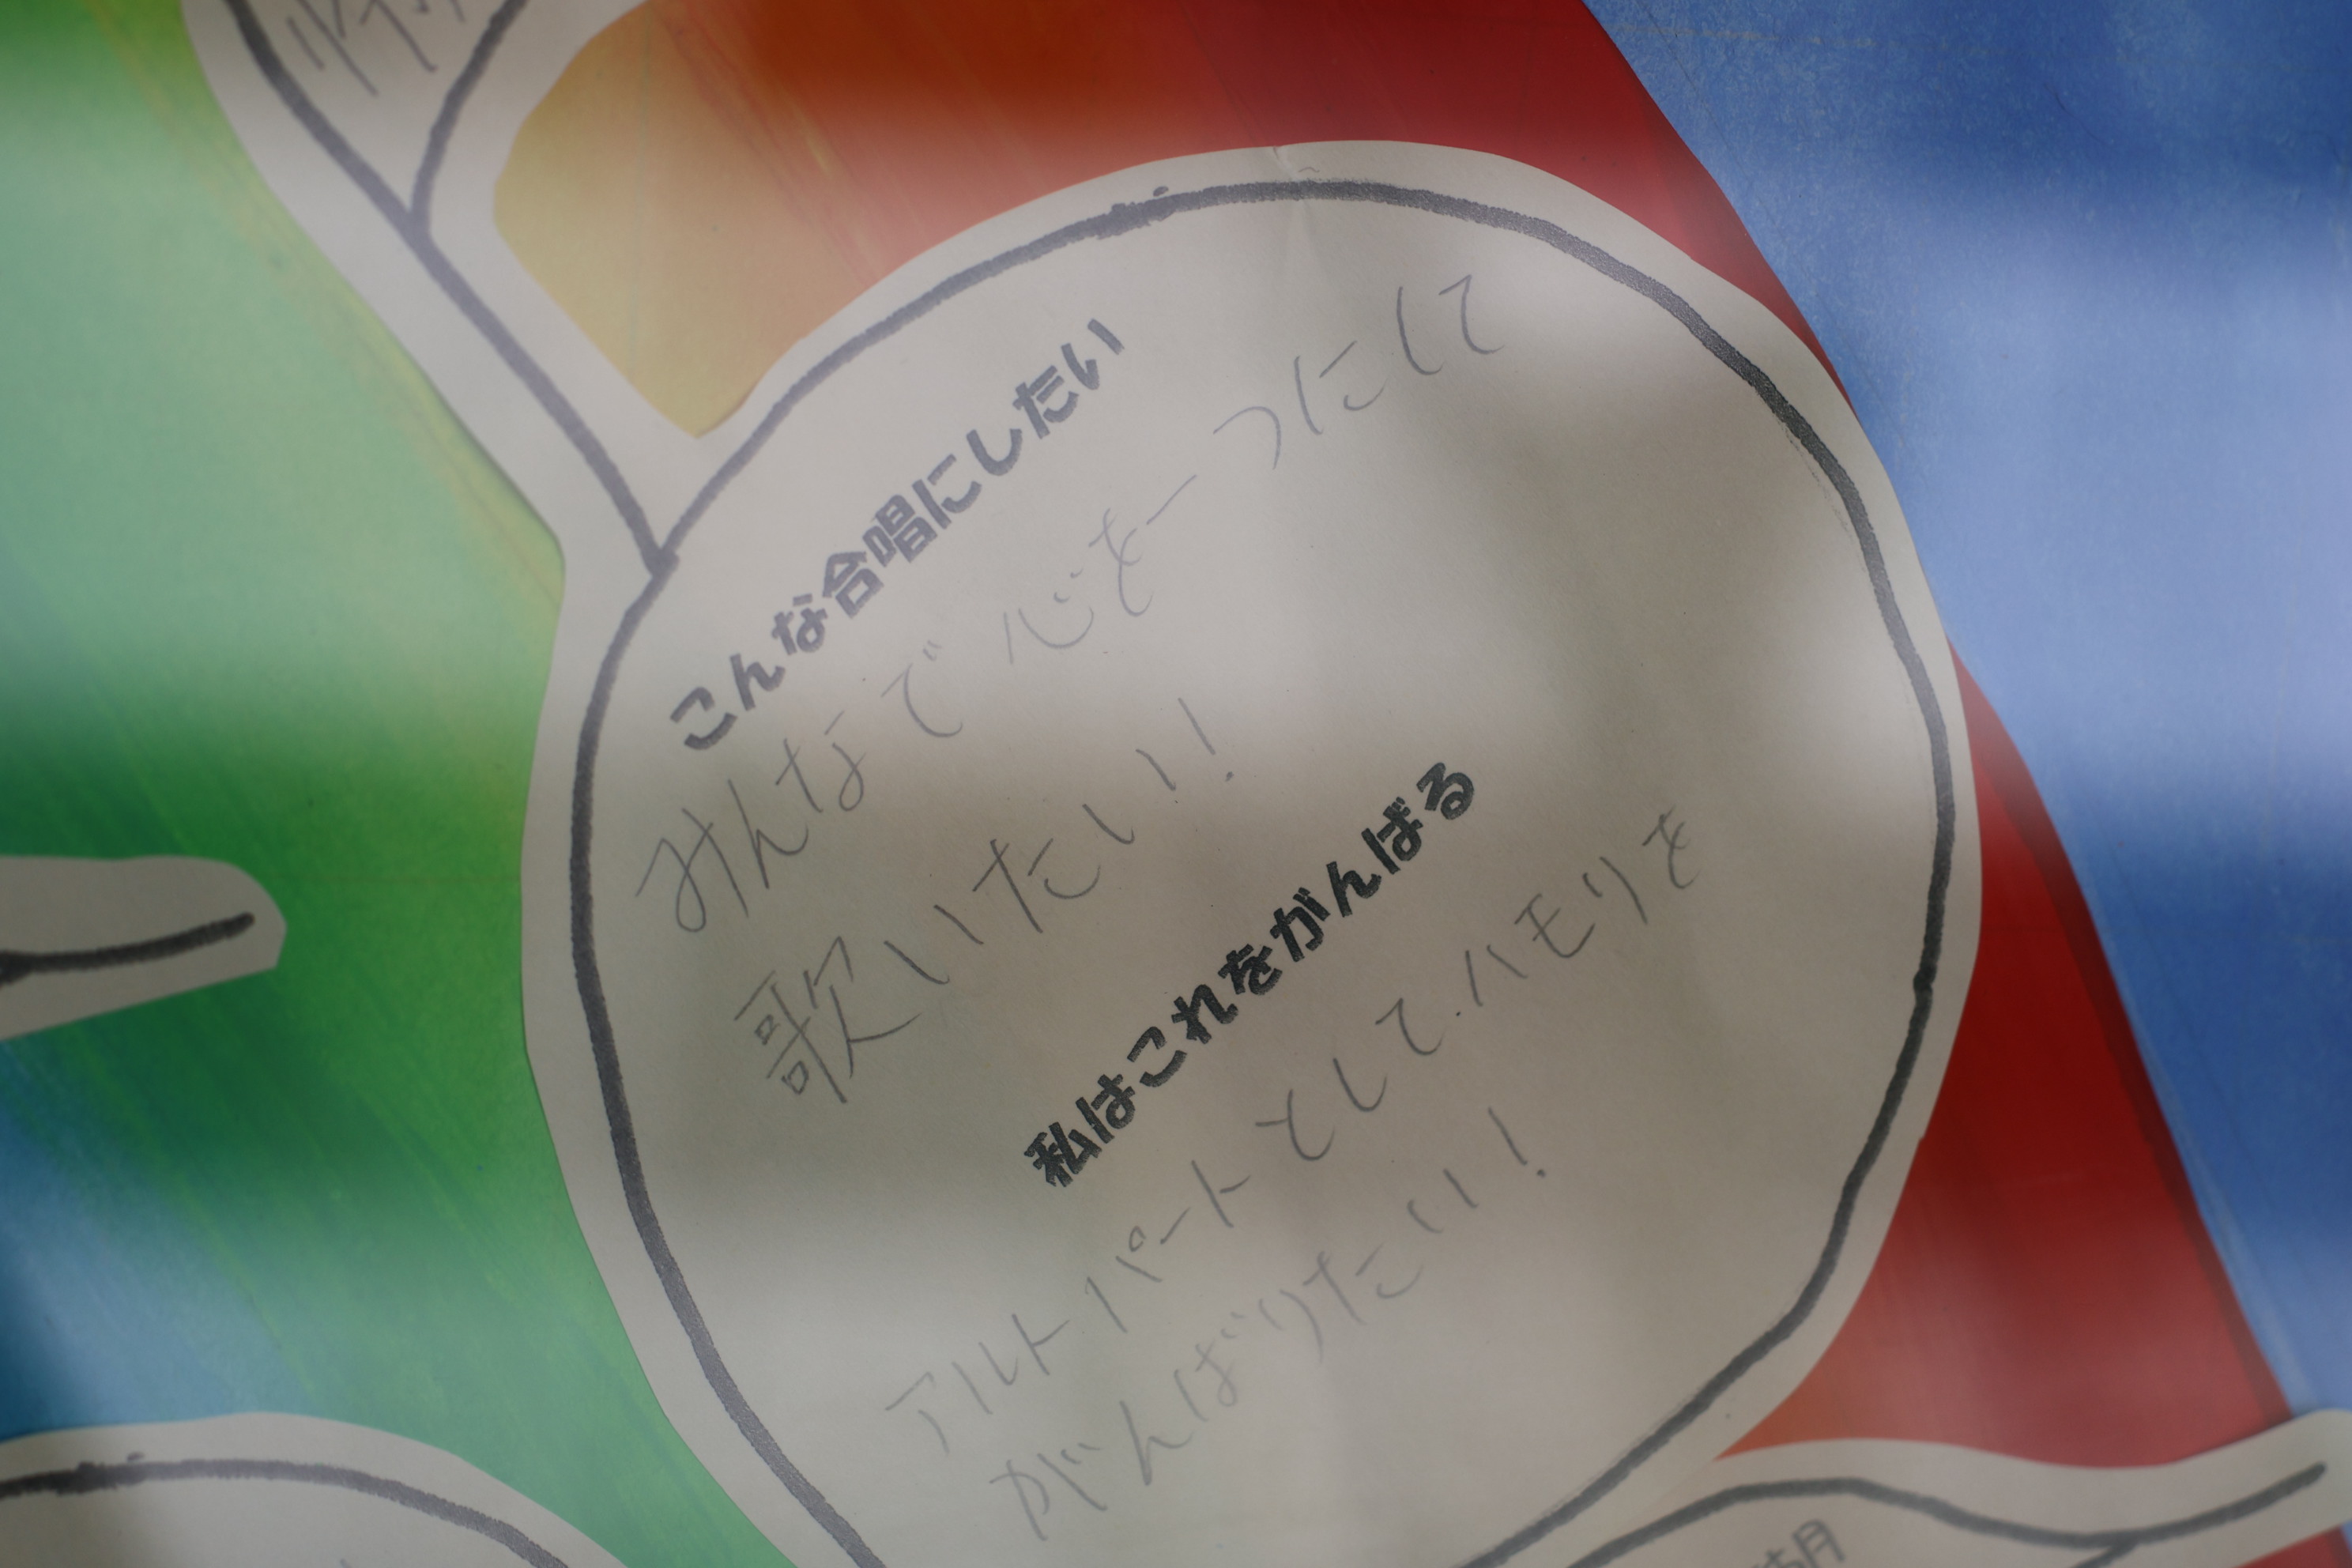 こんな合唱にしたい
みんなで心を一つにして
歌いたい!
私はこれをがんばる
アルトパートとして.ハモリを
がんばりたい!